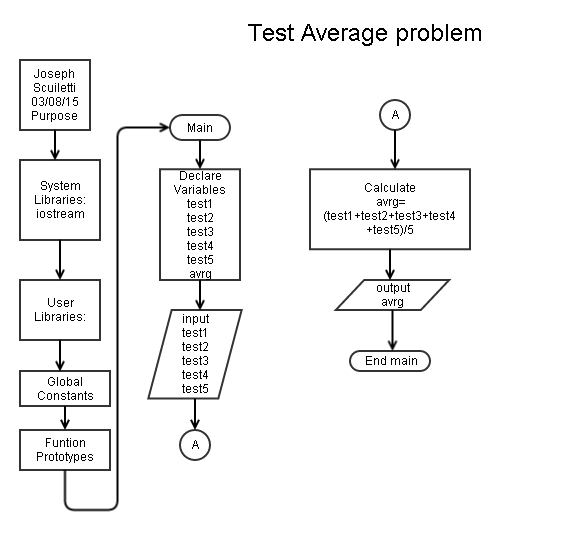 Test Average problem
Joseph
Scuiletti
03/08/15
Purpose
System
Libraries:
iostream
User
Libraries:
Global
Constants
Funtion
Prototypes
Main
Declare
Variables
test1
test2
test3
test4
test5
avrg
input
test1
test2
test3
test4
test5
A
A
Calculate
avrg=
(test1+test2+test3+test4
+test5)/5
output
avrg
End main